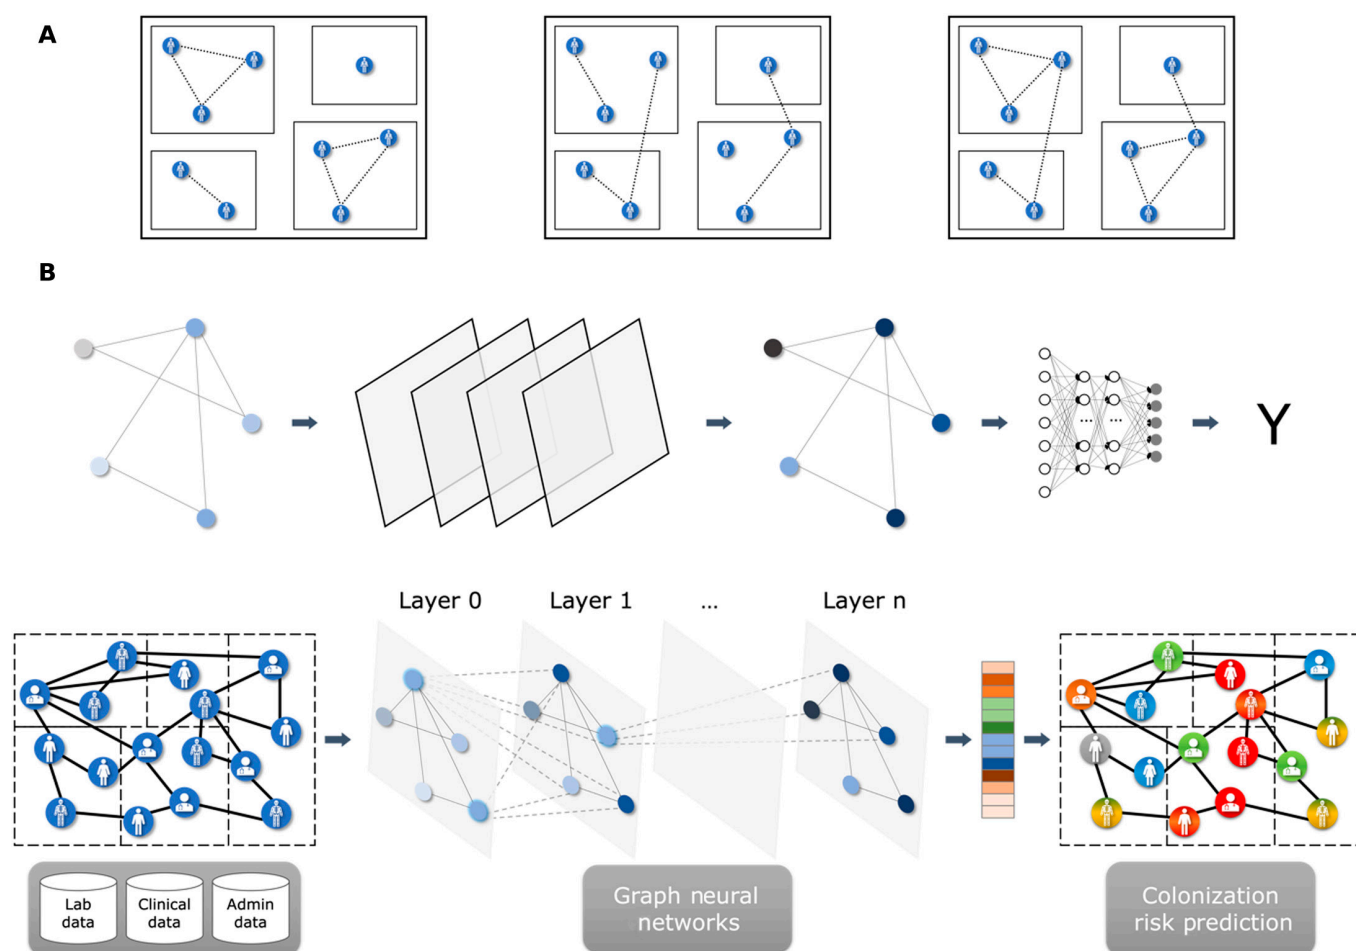 A
B
Y
Layer 0
Layer 1
...
Layer n
Lab
data
Clinical
data
Admin
data
Graph neural
networks
Colonization
risk prediction